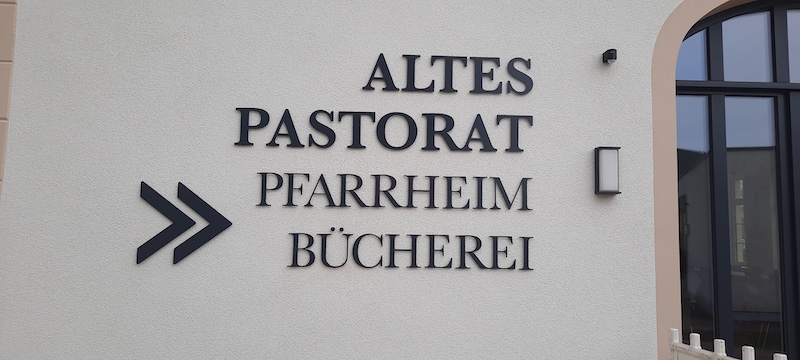 ALTES
PASTORAT
PFARRHEIM
BÜCHEREI